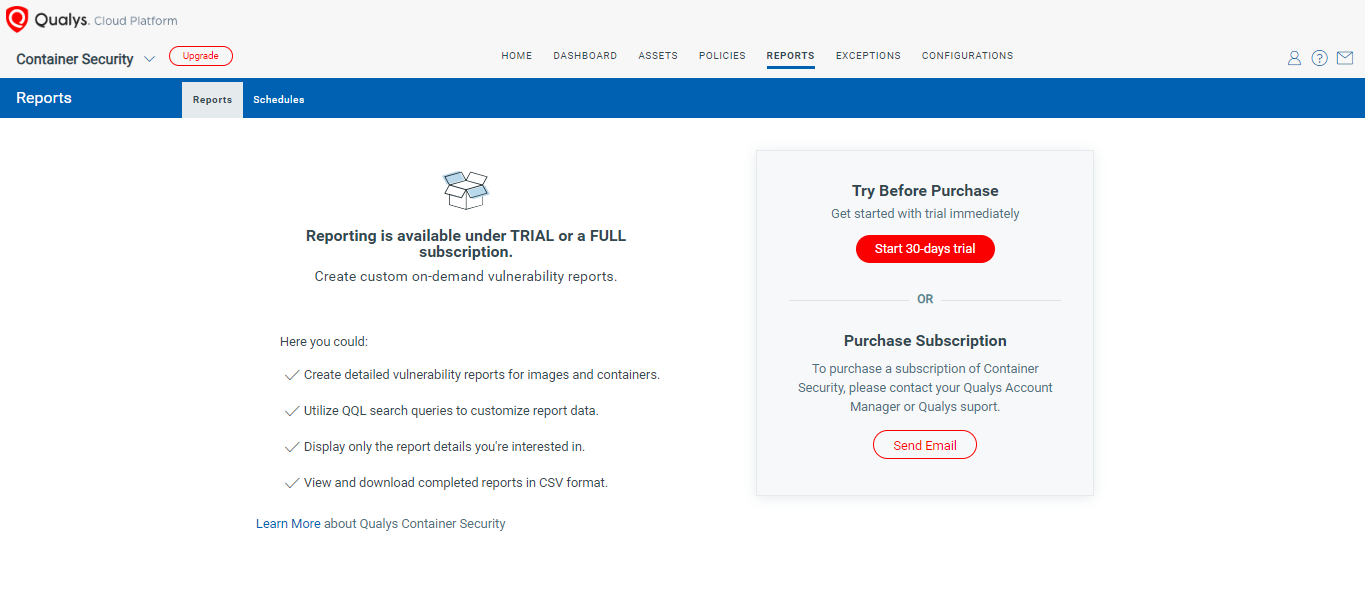 Qualys. Cloud Platform
Container Security
Upgrade
HOME DASHBOARD ASSETS POLICIES REPORTS EXCEPTIONS CONFIGURATIONS
?
Reports
Reports Schedules
Reporting is available under TRIAL or a FULL
subscription.
Create custom on-demand vulnerability reports.
Here you could:
Create detailed vulnerability reports for images and containers.
Utilize QQL search queries to customize report data.
Display only the report details you're interested in.
View and download completed reports in CSV format.
Learn More about Qualys Container Security
Try Before Purchase
Get started with trial immediately
Start 30-days trial
OR
Purchase Subscription
To purchase a subscription of Container
Security, please contact your Qualys Account
Manager or Qualys suport.
Send Email